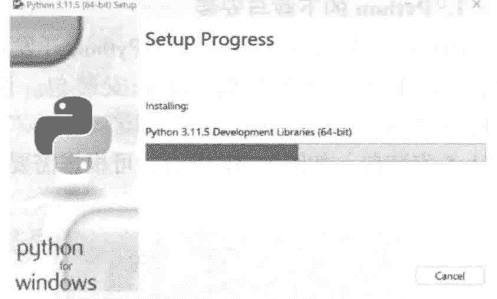 Python 3.11.5 (64-bit) Setup
Setup Progress
Installing:
Python 3.11.5 Development Libraries (64-bit)
python
for
windows
Cancel